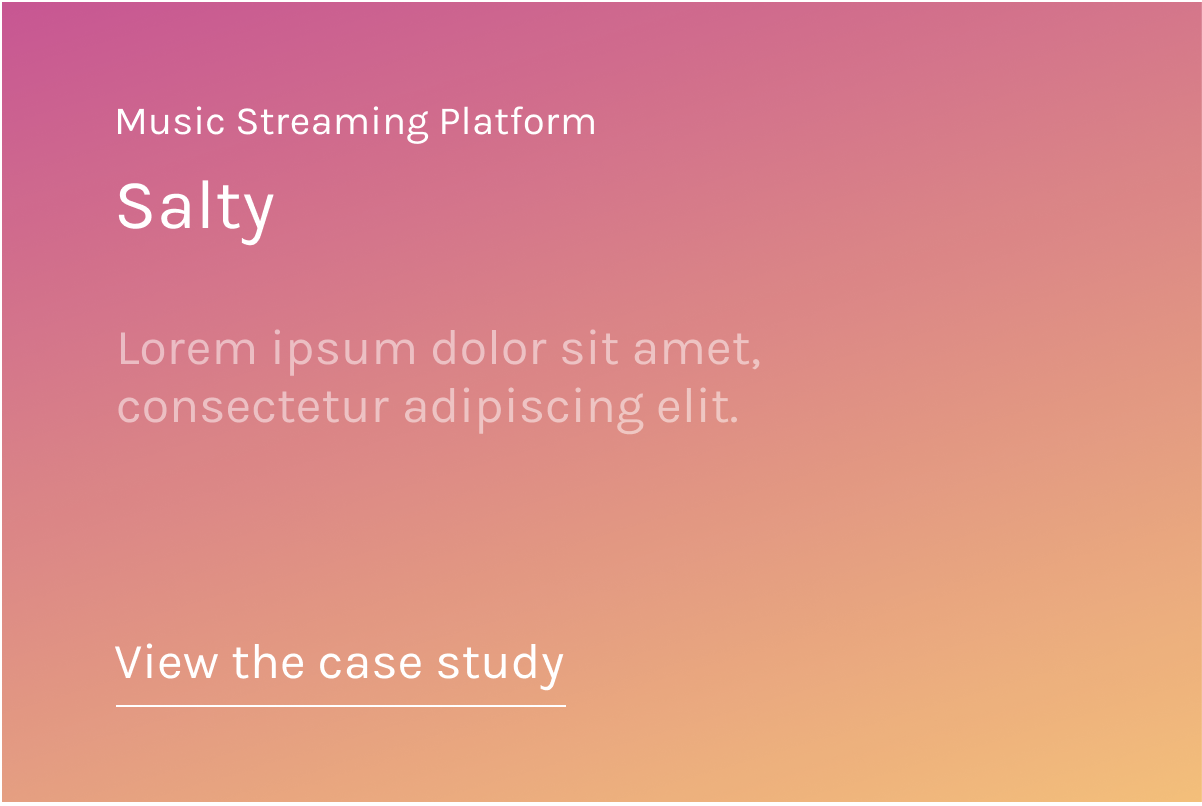 Music Streaming Platform
Salty
Lorem ipsum dolor sit amet,
consectetur adipiscing elit.
View the case study